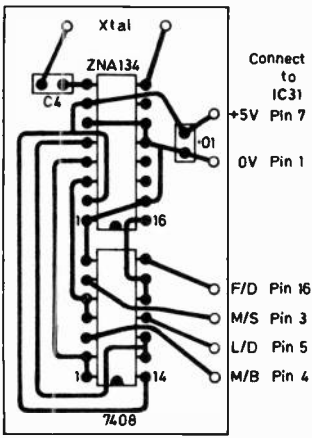 Xtal
ZNA134
C4
·01
1
16
1
14
7408
Connect
to
IC31
+5V Pin 7
0V Pin 1
F/D Pin 16
M/S Pin 3
L/D Pin 5
M/B Pin 4